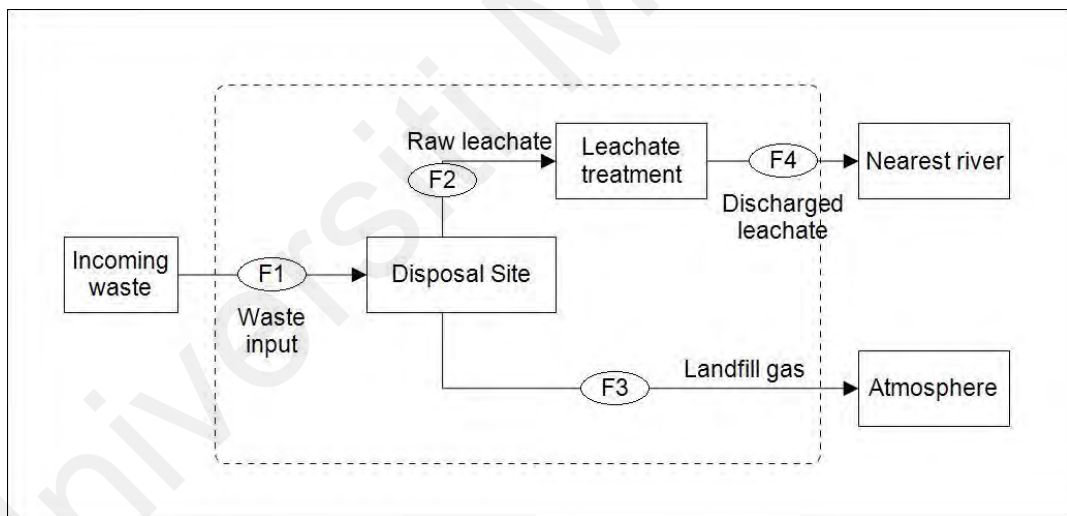 Raw leachate
F2
Leachate
treatment
F4
Discharged
leachate
Nearest river
Incoming
waste
F1
Waste
input
Disposal Site
F3
Landfill gas
Atmosphere